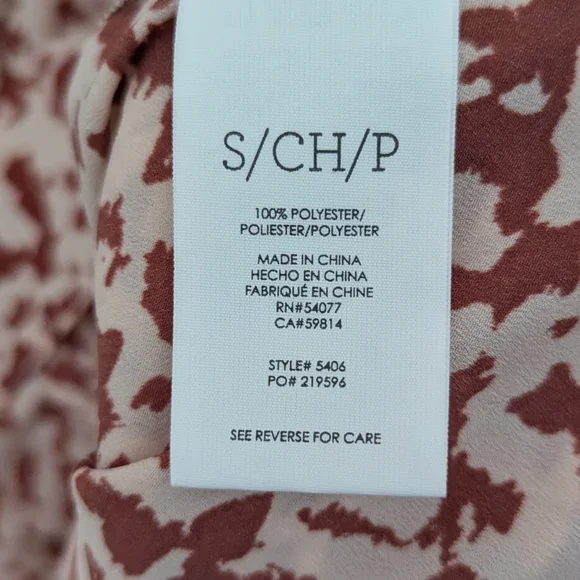 S/CH/P
100% POLYESTER/
POLIESTER/POLYESTER
MADE IN CHINA
HECHO EN CHINA
FABRIQUÉ EN CHINE
RN#54077
CA#59814
STYLE# 5406
PO# 219596
SEE REVERSE FOR CARE